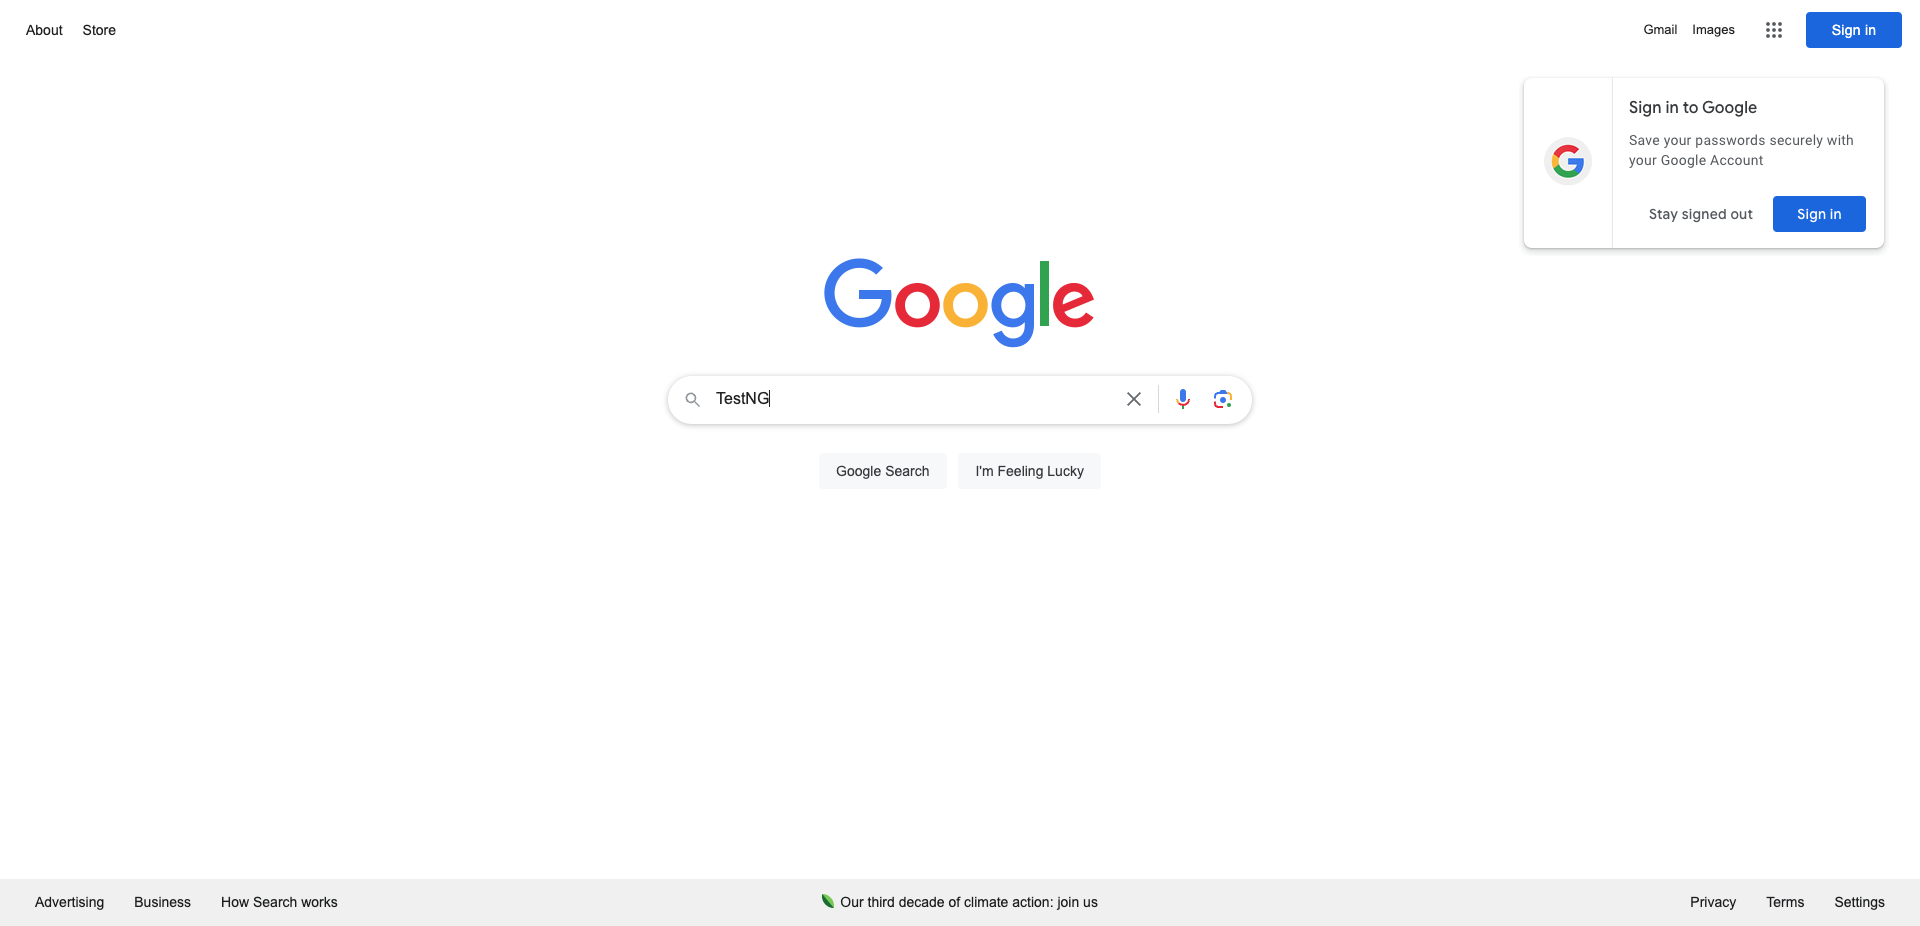 About Store
Gmail Images Sign in
Sign in to Google
Save your passwords securely with
your Google Account
Stay signed out Sign in
Google
TestNG
Google Search I'm Feeling Lucky
Advertising Business How Search works Our third decade of climate action: join us Privacy Terms Settings